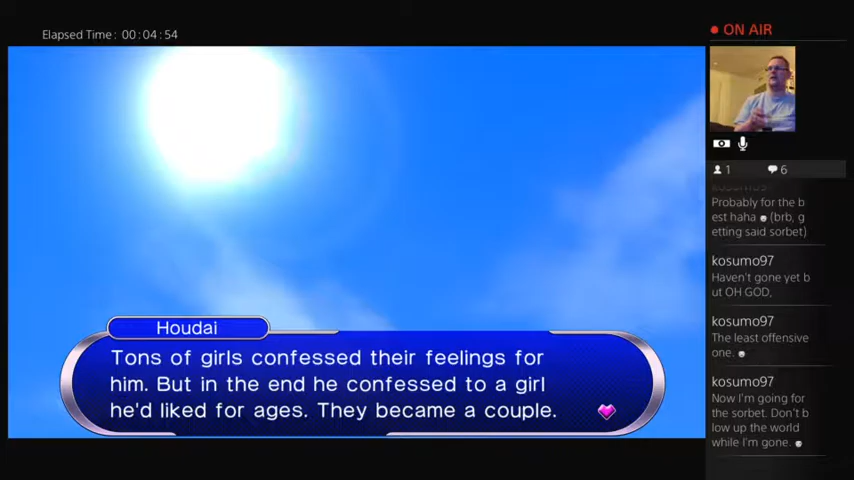 Elapsed Time: 00:04:54
ON AIR
1
6
Probably for the b
est haha (brb, g
etting said sorbet)
kosumo97
Haven't gone yet b
ut OH GOD,
kosumo97
The least offensive
one.
kosumo97
Now I'm going for
the sorbet. Don't b
low up the world
while I'm gone.
Houdai
Tons of girls confessed their feelings for
him. But in the end he confessed to a girl
he'd liked for ages. They became a couple.